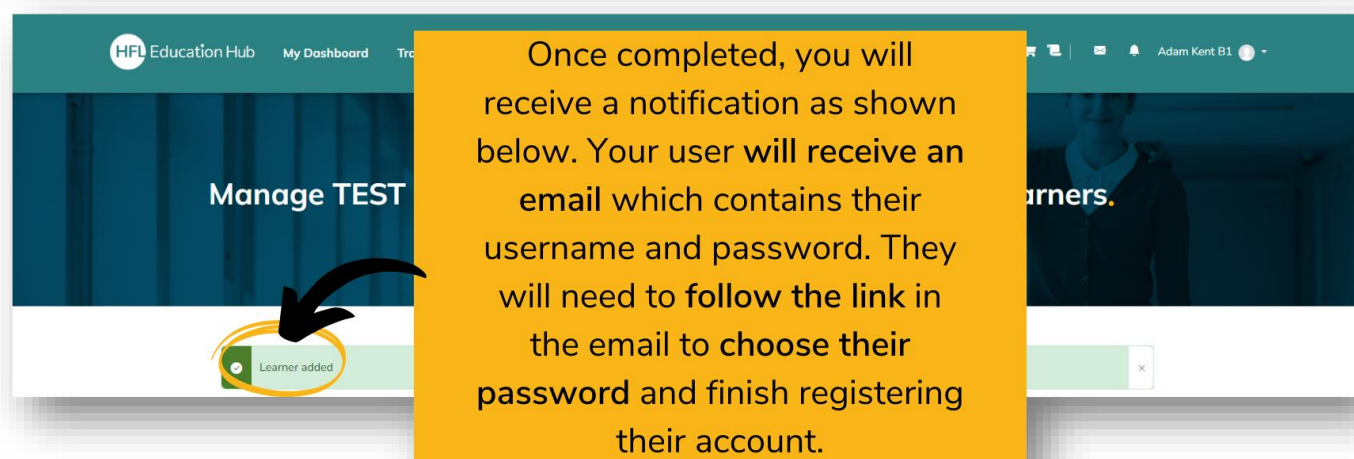 HFL Education Hub My Dashboard
Adam Kent B1
Manage TEST
Learner added
Once completed, you will
receive a notification as shown
below. Your user will receive an
email which contains their
username and password. They
will need to follow the link in
the email to choose their
password and finish registering
their account.